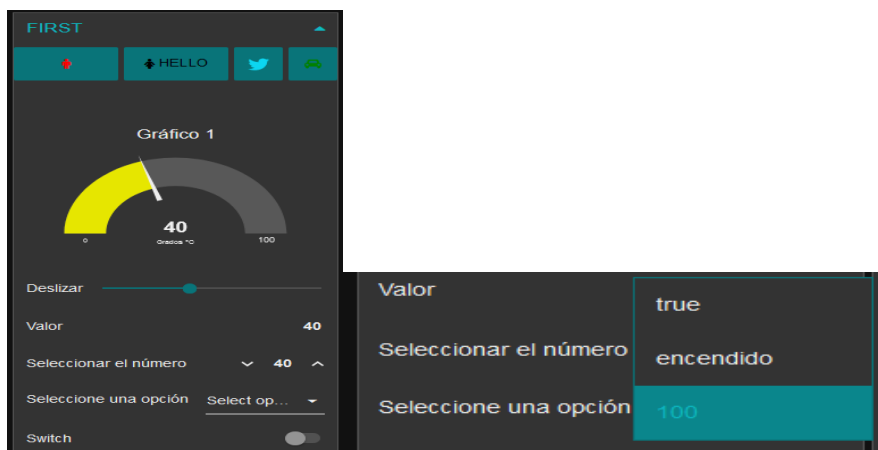 FIRST
HELLO
Gráfico 1
40
Grados °C
0
100
Deslizar
Valor 40
Seleccionar el número 40
Seleccione una opción Select op...
Switch
Valor
Seleccionar el número
Seleccione una opción
true
encendido
100